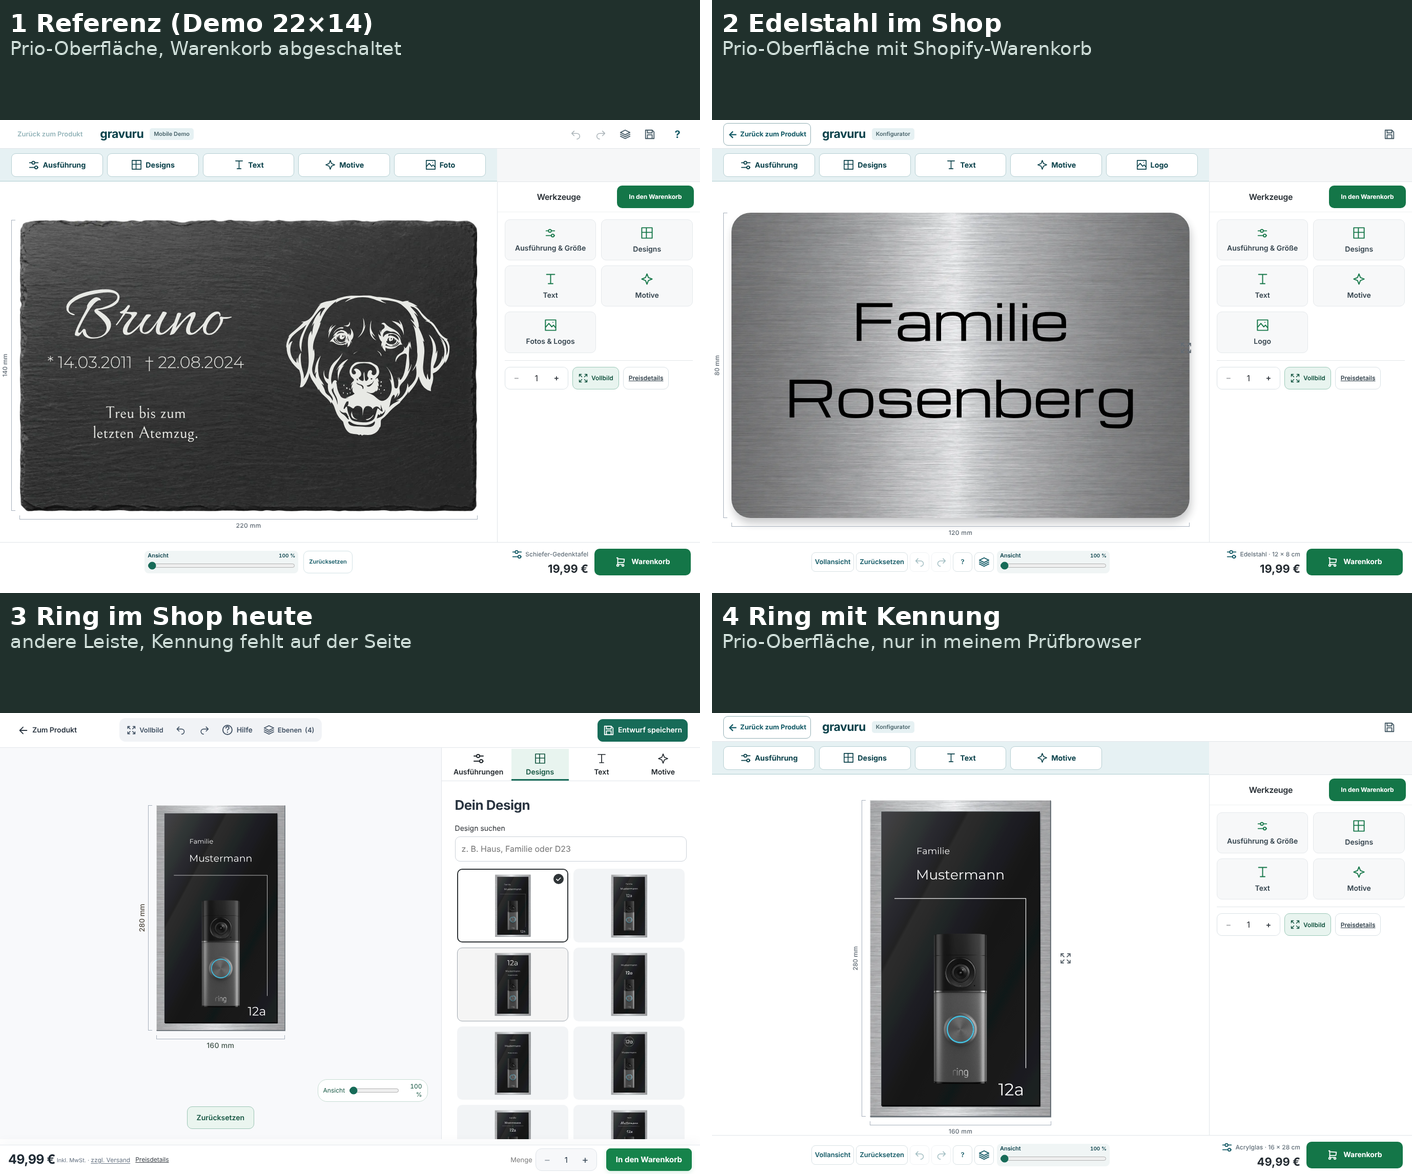 1 Referenz (Demo 22×14)
Prio-Oberfläche, Warenkorb abgeschaltet
Zurück zum Produkt
gravuru
Mobile Demo
?
Ausführung
Designs
Text
Motive
Foto
Werkzeuge
In den Warenkorb
Ausführung & Größe
Designs
Text
Motive
Fotos & Logos
− 1 +
Vollbild
Preisdetails
140 mm
Bruno
* 14.03.2011 † 22.08.2024
Treu bis zum
letzten Atemzug.
220 mm
Ansicht 100 %
Zurücksetzen
Schiefer-Gedenktafel
19,99 €
Warenkorb
2 Edelstahl im Shop
Prio-Oberfläche mit Shopify-Warenkorb
← Zurück zum Produkt
gravuru
Konfigurator
Ausführung
Designs
Text
Motive
Logo
Werkzeuge
In den Warenkorb
Ausführung & Größe
Designs
Text
Motive
Logo
− 1 +
Vollbild
Preisdetails
80 mm
Familie
Rosenberg
120 mm
Vollansicht
Zurücksetzen
?
Ansicht 100 %
Edelstahl · 12 × 8 cm
19,99 €
Warenkorb
3 Ring im Shop heute
andere Leiste, Kennung fehlt auf der Seite
← Zum Produkt
Vollbild
Hilfe
Ebenen (4)
Entwurf speichern
Ausführungen
Designs
Text
Motive
Dein Design
Design suchen
z. B. Haus, Familie oder D23
12a
280 mm
Familie
Mustermann
ring
12a
160 mm
Ansicht 100 %
Zurücksetzen
49,99 € Inkl. MwSt. · zzgl. Versand Preisdetails
Menge − 1 +
In den Warenkorb
4 Ring mit Kennung
Prio-Oberfläche, nur in meinem Prüfbrowser
← Zurück zum Produkt
gravuru
Konfigurator
Ausführung
Designs
Text
Motive
Werkzeuge
In den Warenkorb
Ausführung & Größe
Designs
Text
Motive
− 1 +
Vollbild
Preisdetails
280 mm
Familie
Mustermann
ring
12a
160 mm
Vollansicht
Zurücksetzen
?
Ansicht 100 %
Acrylglas · 16 × 28 cm
49,99 €
Warenkorb